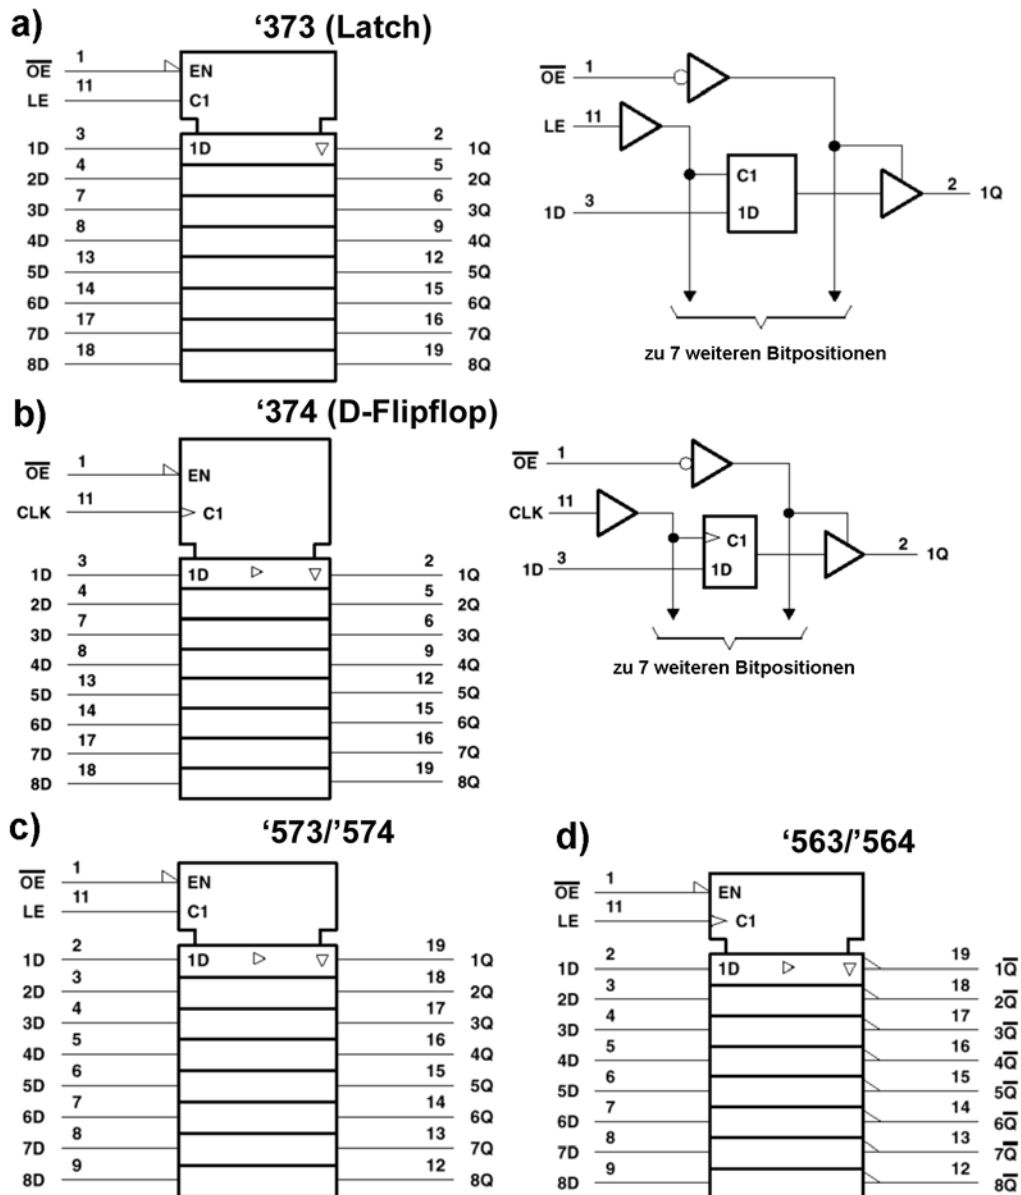 a)
‘373 (Latch)
OE 1 EN
LE 11 C1
1D 3 1D 2 1Q
2D 4 5 2Q
3D 7 6 3Q
4D 8 9 4Q
5D 13 12 5Q
6D 14 15 6Q
7D 17 16 7Q
8D 18 19 8Q
OE 1
LE 11
C1
1D 3 1D
2 1Q
zu 7 weiteren Bitpositionen
b)
‘374 (D-Flipflop)
OE 1 EN
CLK 11 C1
1D 3 1D 2 1Q
2D 4 5 2Q
3D 7 6 3Q
4D 8 9 4Q
5D 13 12 5Q
6D 14 15 6Q
7D 17 16 7Q
8D 18 19 8Q
OE 1
CLK 11
C1
1D 3 1D
2 1Q
zu 7 weiteren Bitpositionen
c)
‘573/’574
OE 1 EN
LE 11 C1
1D 2 1D 19 1Q
2D 3 18 2Q
3D 4 17 3Q
4D 5 16 4Q
5D 6 15 5Q
6D 7 14 6Q
7D 8 13 7Q
8D 9 12 8Q
d)
‘563/’564
OE 1 EN
LE 11 C1
1D 2 1D 19 1Q
2D 3 18 2Q
3D 4 17 3Q
4D 5 16 4Q
5D 6 15 5Q
6D 7 14 6Q
7D 8 13 7Q
8D 9 12 8Q